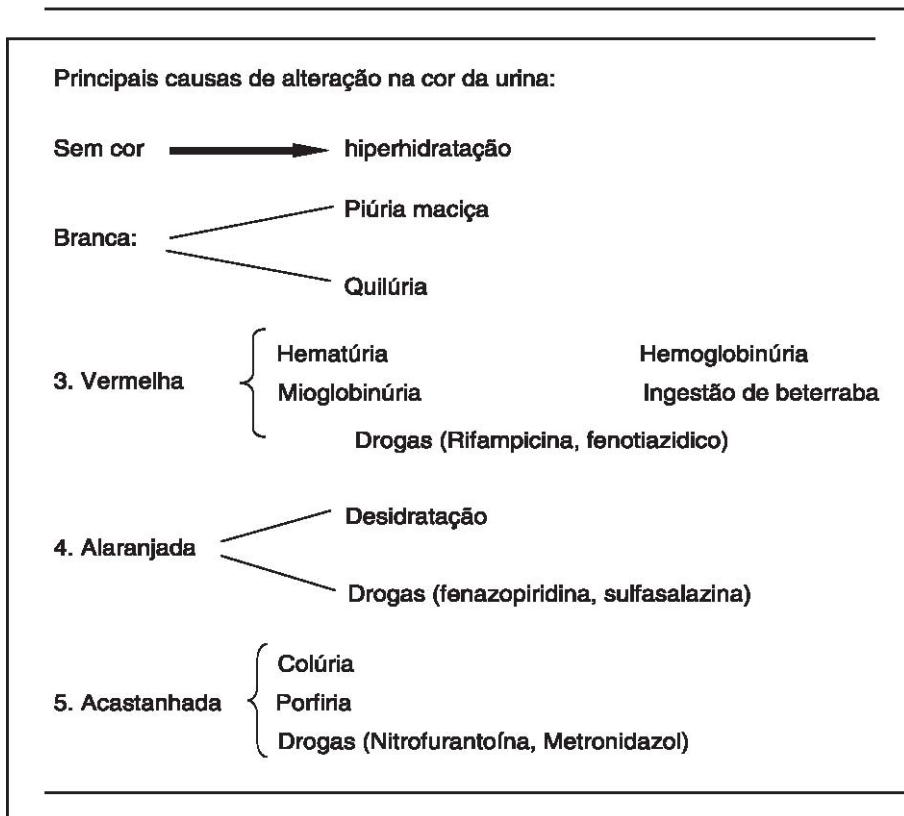 Principais causas de alteração na cor da urina:
Sem cor hiperhidratação
Piúria maciça
Branca:
Quilúria
Hematúria Hemoglobinúria
3. Vermelha
Mioglobinúria Ingestão de beterraba
Drogas (Rifampicina, fenotiazidico)
Desidratação
4. Alaranjada
Drogas (fenazopiridina, sulfasalazina)
Colúria
5. Acastanhada Porfiria
Drogas (Nitrofurantoína, Metronidazol)